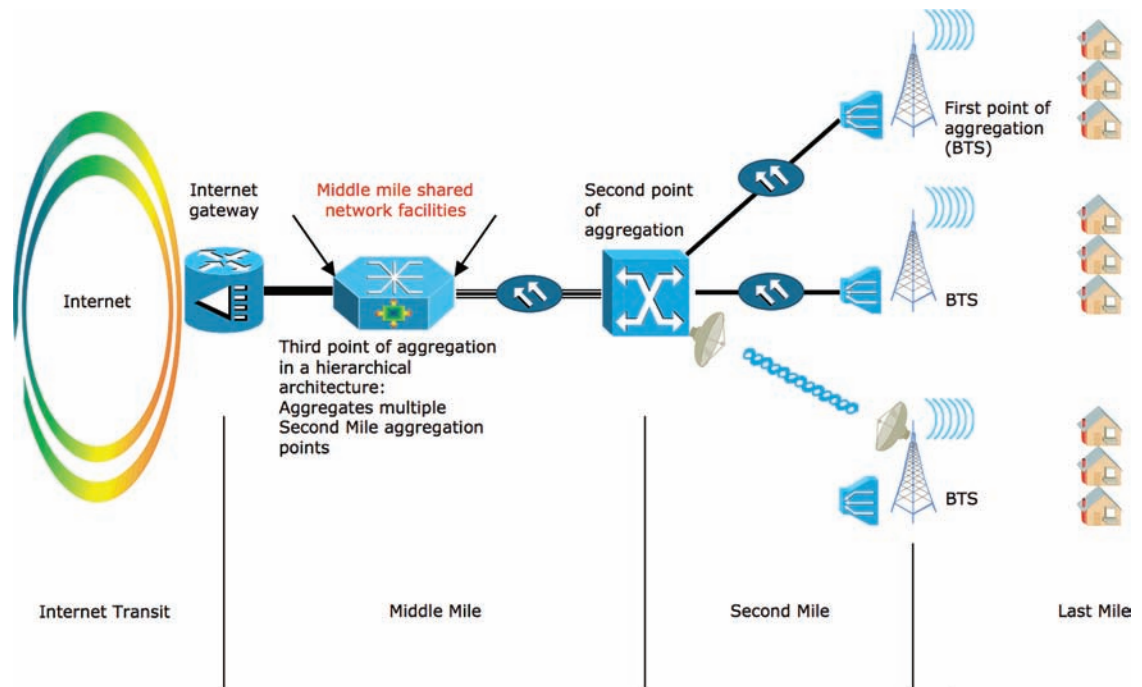 First point of
aggregation
(BTS)
Internet
gateway
Middle mile shared
network facilities
Second point
of
aggregation
Internet
BTS
Third point of aggregation
in a hierarchical
architecture:
Aggregates multiple
Second Mile aggregation
points
BTS
Internet Transit
Middle Mile
Second Mile
Last Mile